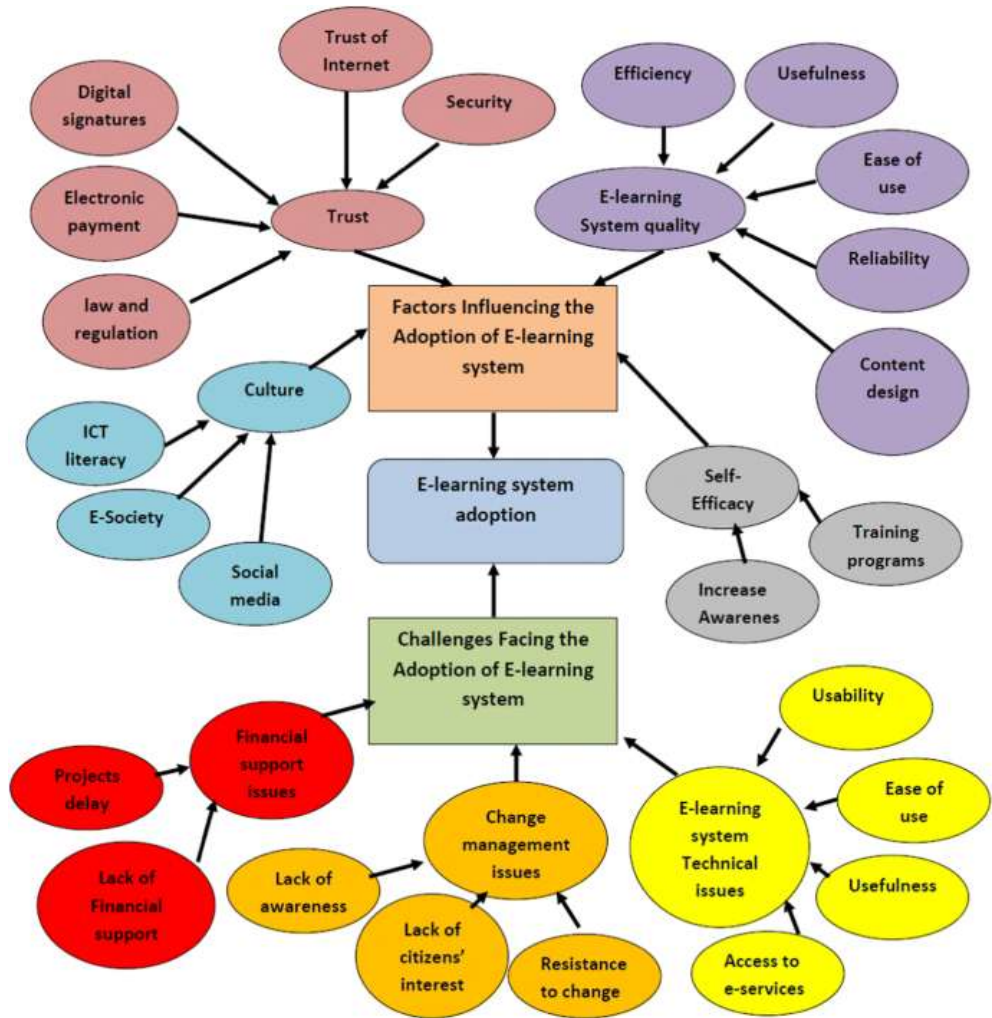 Trust of
Internet
Efficiency
Usefulness
Digital
signatures
Security
Ease of
use
Electronic
payment
Trust
E-learning
System quality
Reliability
law and
regulation
Factors Influencing the
Adoption of E-learning
system
Content
design
Culture
ICT
literacy
E-Society
Social
media
E-learning system
adoption
Self-
Efficacy
Training
programs
Increase
Awarenes
Challenges Facing the
Adoption of E-learning
system
Financial
support
issues
Projects
delay
Lack of
Financial
support
Change
management
issues
Lack of
awareness
Lack of
citizens’
interest
Resistance
to change
Usability
E-learning
system
Technical
issues
Ease of
use
Usefulness
Access to
e-services